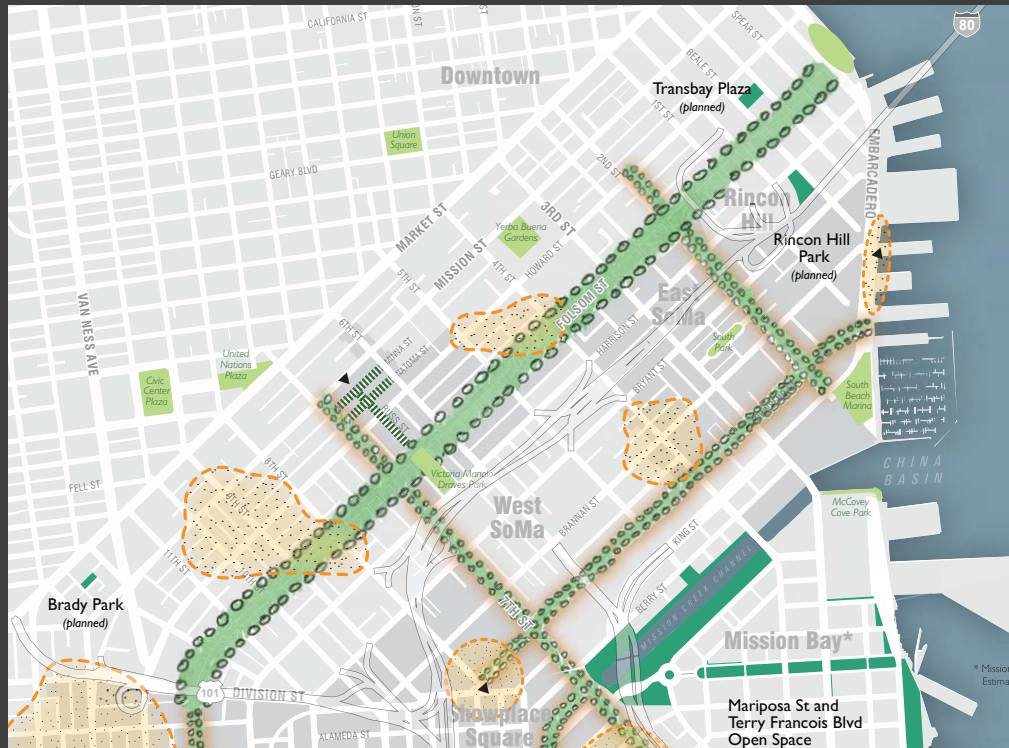 CALIFORNIA ST
SPEAR ST
80
Downtown
BEALE ST
Transbay Plaza
(planned)
1ST ST
Union
Square
EMBARCADERO
GEARY BLVD
2ND ST
Rincon
Hill
MARKET ST
3RD ST
Yerba Buena
Gardens
Rincon Hill
Park
(planned)
MISSION ST
HOWARD ST
4TH ST
5TH ST
FOLSOM ST
East
SoMa
VAN NESS AVE
6TH ST
MINNA ST
NATOMA ST
HARRISON ST
South
Park
United
Nations
Plaza
Civic
Center
Plaza
BRYANT ST
South
Beach
Marina
RUSS ST
CHINA
BASIN
8TH ST
Victoria Manolo
Draves Park
FELL ST
9TH ST
West
SoMa
BRANNAN ST
McCovey
Cove Park
KING ST
11TH ST
10TH
MISSION CREEK CHANNEL
BERRY ST
Brady Park
(planned)
7TH ST
Mission Bay*
* Mission
Estima
101
DIVISION ST
Showplace
Square
Mariposa St and
Terry Francois Blvd
Open Space
ALAMEDA ST